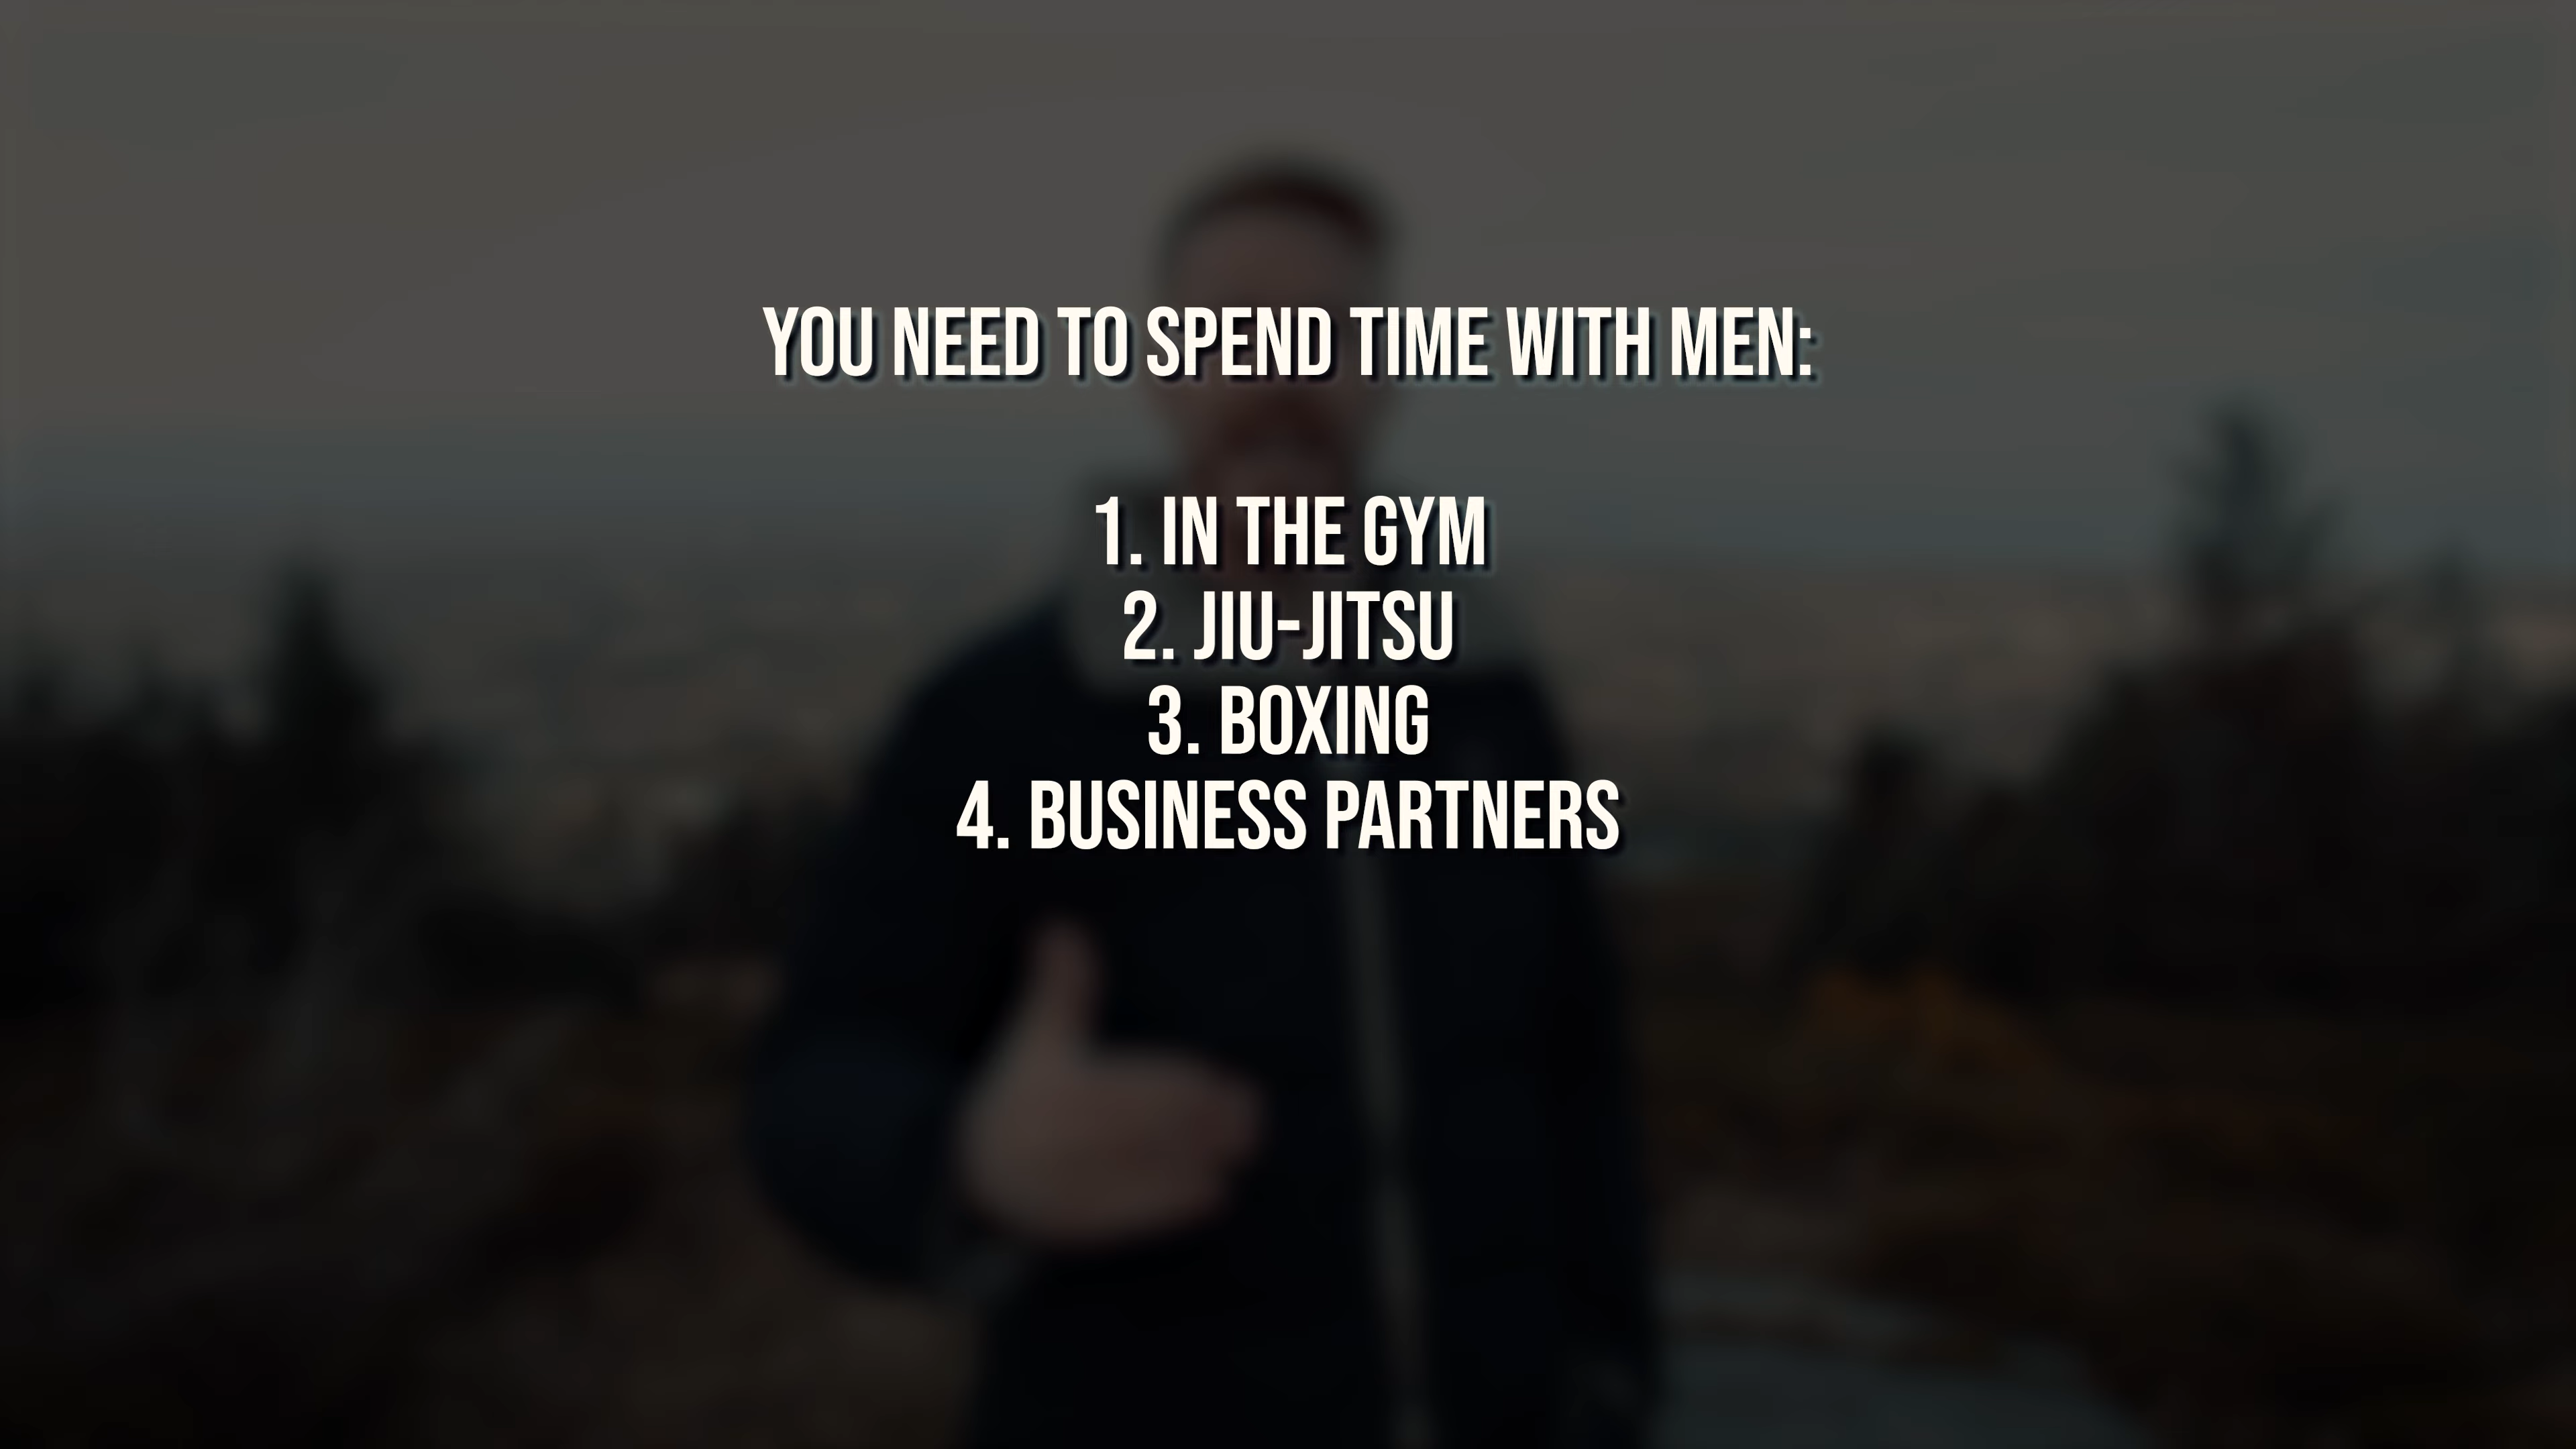 YOU NEED TO SPEND TIME WITH MEN:
1. IN THE GYM
2. JIU-JITSU
3. BOXING
4. BUSINESS PARTNERS